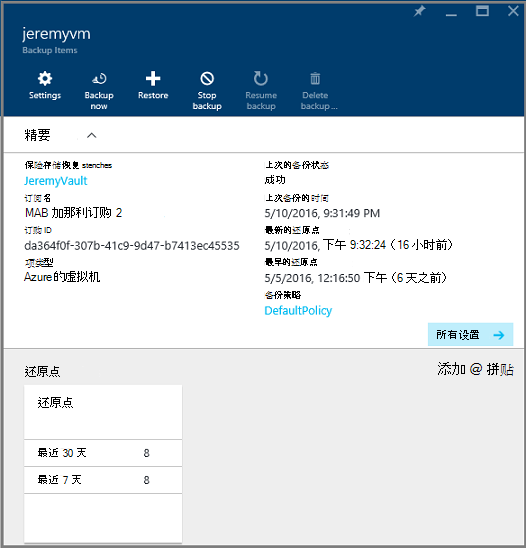 jeremyvm
Backup Items
Settings
Backup now
Restore
Stop backup
Resume backup
Delete backup...
精要
保险存储恢复 stenches
JeremyVault
订阅名
MAB 加那利订购 2
订购 ID
da364f0f-307b-41c9-9d47-b7413ec45535
项类型
Azure的虚拟机
上次的备份状态
成功
上次备份的时间
5/10/2016, 9:31:49 PM
最新的还原点
5/10/2016, 下午 9:32:24（16 小时前）
最早的还原点
5/5/2016, 12:16:50 下午（6 天之前）
备份策略
DefaultPolicy
所有设置
还原点
添加 @ 拼贴
还原点
最近 30 天 8
最近 7 天 8